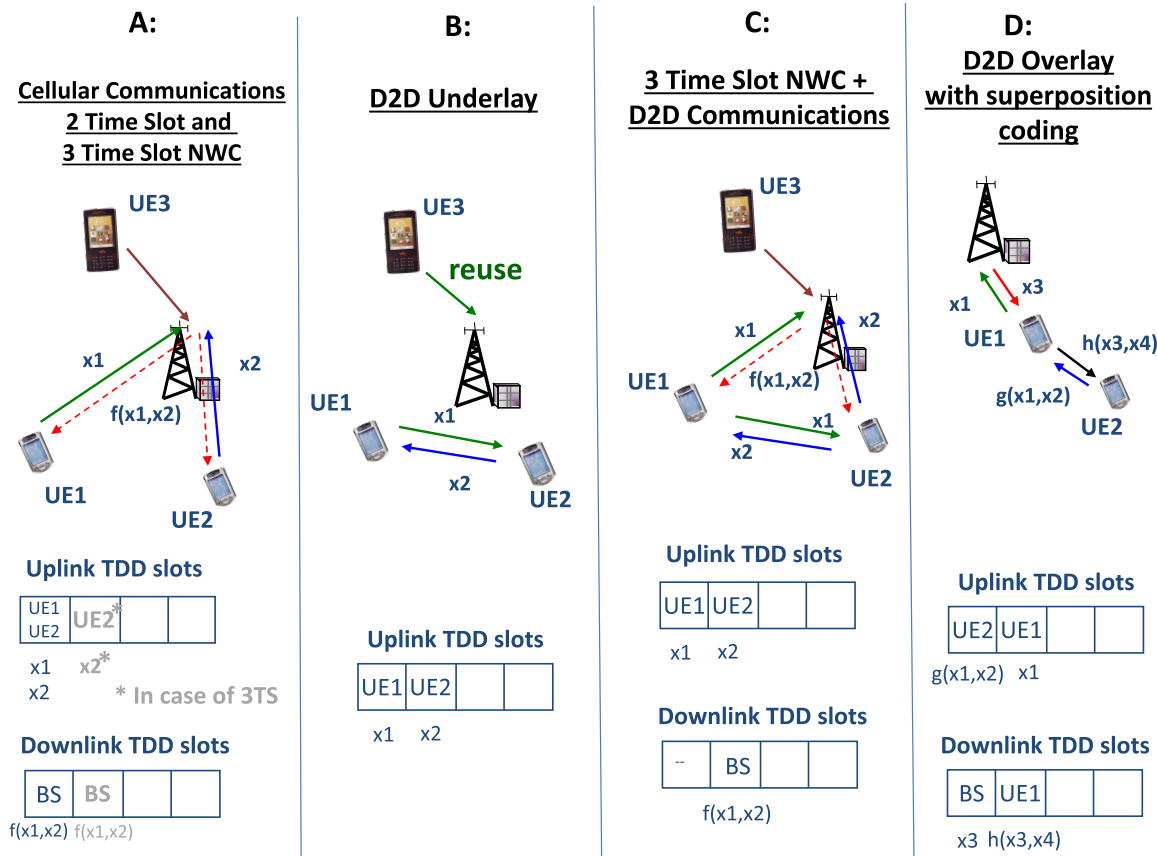 A:
Cellular Communications
2 Time Slot and
3 Time Slot NWC
UE3
x1
x2
f(x1,x2)
UE1
UE2
Uplink TDD slots
UE1
UE2
UE2*
x1
x2*
x2
* In case of 3TS
Downlink TDD slots
BS
BS
f(x1,x2)
f(x1,x2)
B:
D2D Underlay
UE3
reuse
UE1
x1
x2
UE2
Uplink TDD slots
UE1
UE2
x1
x2
C:
3 Time Slot NWC +
D2D Communications
UE3
x1
x2
UE1
f(x1,x2)
x1
x2
UE2
Uplink TDD slots
UE1
UE2
x1
x2
Downlink TDD slots
--
BS
f(x1,x2)
D:
D2D Overlay
with superposition
coding
x1
x3
UE1
h(x3,x4)
g(x1,x2)
UE2
Uplink TDD slots
UE2
UE1
g(x1,x2)
x1
Downlink TDD slots
BS
UE1
x3
h(x3,x4)